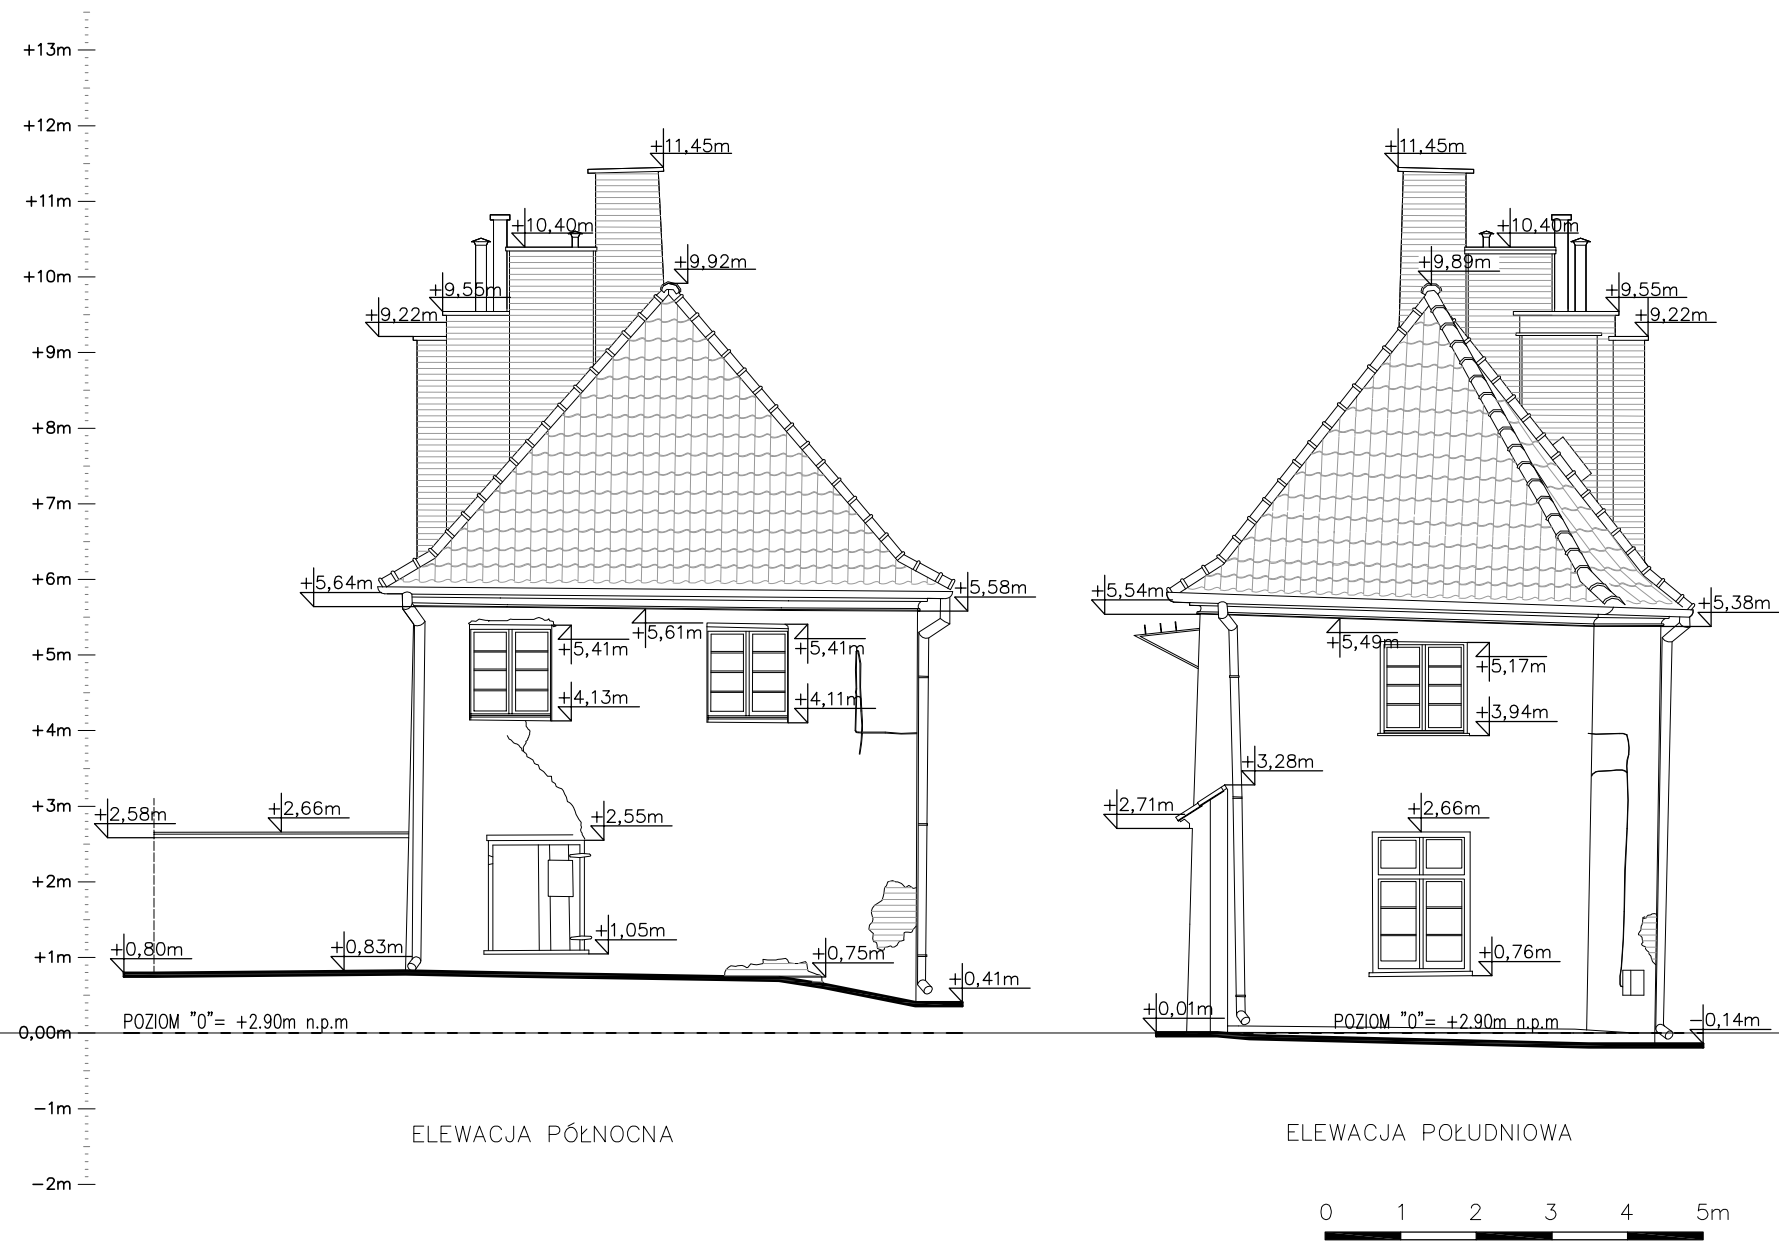 +13m
+12m
+11m
+10m
+9m
+8m
+7m
+6m
+5m
+4m
+3m
+2m
+1m
0,00m
-1m
-2m
+11,45m
+10,40m
+9,92m
+9,55m
+9,22m
+5,64m
+5,58m
+5,61m
+5,41m
+5,41m
+4,13m
+4,11m
+2,58m
+2,66m
+2,55m
+1,05m
+0,80m
+0,83m
+0,75m
+0,41m
POZIOM "0"= +2.90m n.p.m
ELEWACJA PÓŁNOCNA
+11,45m
+10,40m
+9,89m
+9,55m
+9,22m
+5,54m
+5,38m
+5,49m
+5,17m
+3,94m
+3,28m
+2,71m
+2,66m
+0,76m
+0,01m
-0,14m
POZIOM "0"= +2.90m n.p.m
ELEWACJA POŁUDNIOWA
0 1 2 3 4 5m